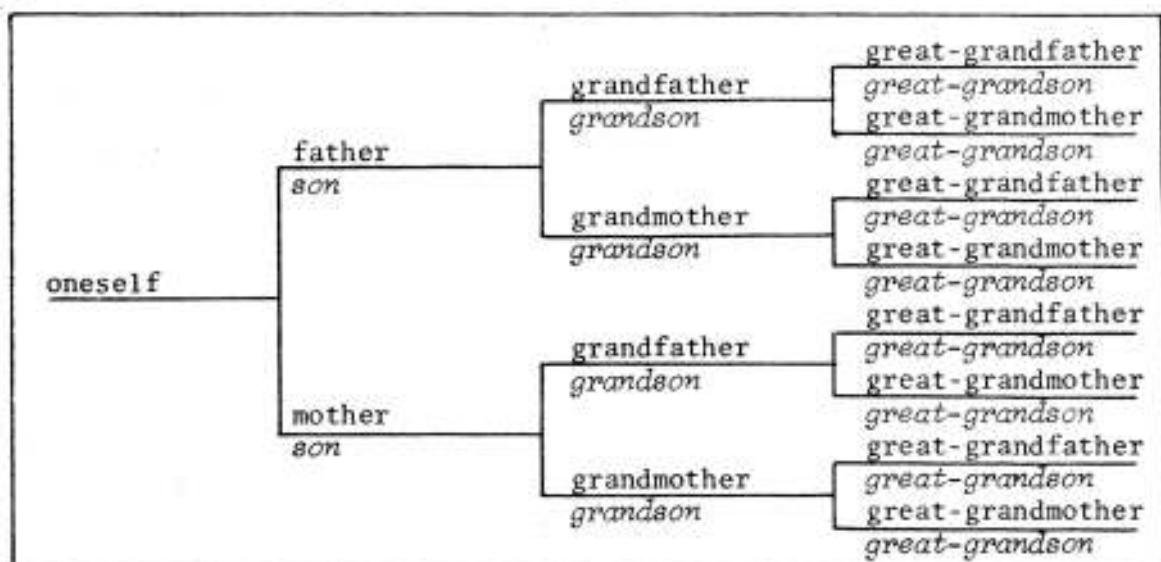 great-grandfather
great-grandson
grandfather
grandson
great-grandmother
great-grandson
father
son
great-grandfather
great-grandson
grandmother
grandson
great-grandmother
great-grandson
oneself
great-grandfather
great-grandson
grandfather
grandson
great-grandmother
great-grandson
mother
son
great-grandfather
great-grandson
grandmother
grandson
great-grandmother
great-grandson